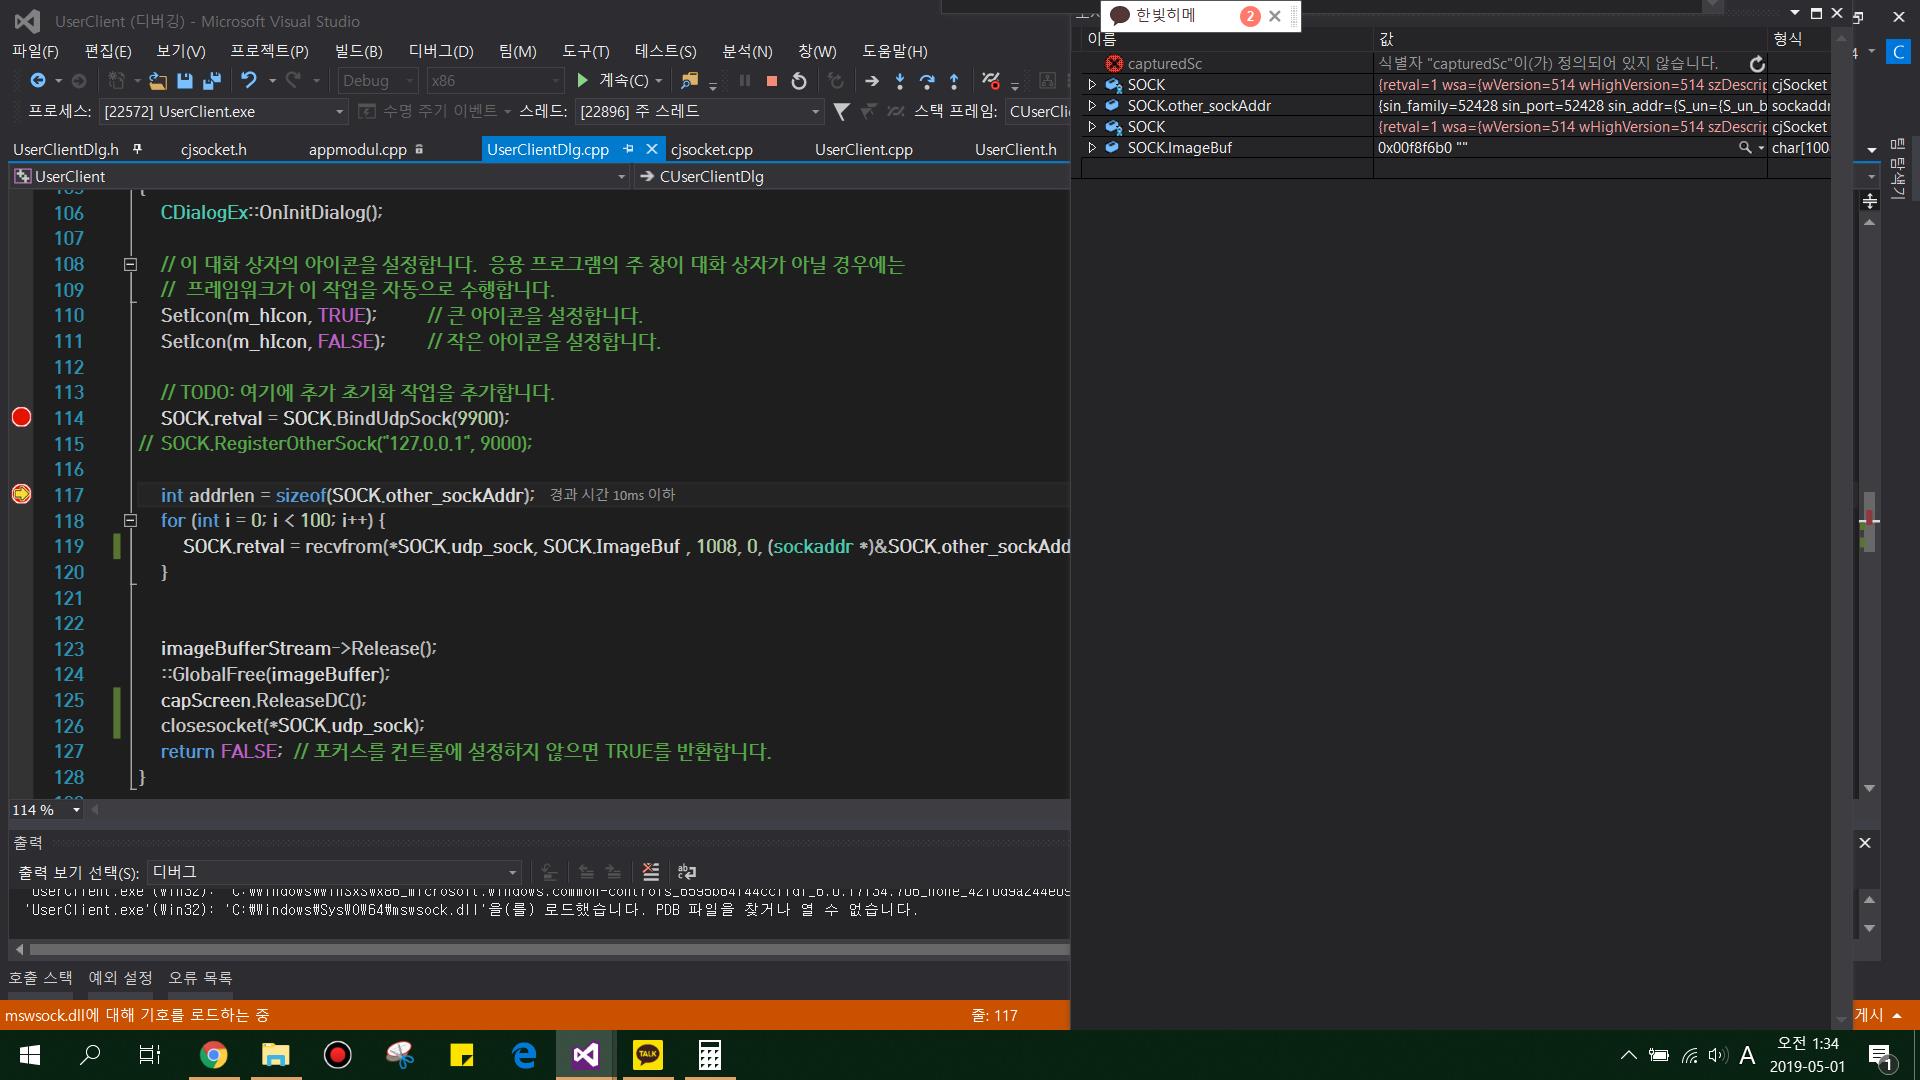 UserClient (디버깅) - Microsoft Visual Studio
한빛히메
2
파일(F)
편집(E)
보기(V)
프로젝트(P)
빌드(B)
디버그(D)
팀(M)
도구(T)
테스트(S)
분석(N)
창(W)
도움말(H)
C
Debug
x86
계속(C)
프로세스:
[22572] UserClient.exe
수명 주기 이벤트
스레드:
[22896] 주 스레드
스택 프레임:
UserClientDlg.h
cjsocket.h
appmodul.cpp
UserClientDlg.cpp
cjsocket.cpp
UserClient.cpp
UserClient.h
UserClient
CUserClientDlg
이름
값
형식
capturedSc
식별자 "capturedSc"이(가) 정의되어 있지 않습니다.
SOCK
{retval=1 wsa={wVersion=514 wHighVersion=514 szDescrip
cjSocket
SOCK.other_sockAddr
{sin_family=52428 sin_port=52428 sin_addr={S_un={S_un_b
sockaddr
SOCK
{retval=1 wsa={wVersion=514 wHighVersion=514 szDescrip
cjSocket
SOCK.ImageBuf
0x00f8f6b0 ""
char[100
106 CDialogEx::OnInitDialog();
107
108 // 이 대화 상자의 아이콘을 설정합니다. 응용 프로그램의 주 창이 대화 상자가 아닐 경우에는
109 // 프레임워크가 이 작업을 자동으로 수행합니다.
110 SetIcon(m_hIcon, TRUE); // 큰 아이콘을 설정합니다.
111 SetIcon(m_hIcon, FALSE); // 작은 아이콘을 설정합니다.
112
113 // TODO: 여기에 추가 초기화 작업을 추가합니다.
114 SOCK.retval = SOCK.BindUdpSock(9900);
115 // SOCK.RegisterOtherSock("127.0.0.1", 9000);
116
117 int addrlen = sizeof(SOCK.other_sockAddr); 경과 시간 10ms 이하
118 for (int i = 0; i < 100; i++) {
119 SOCK.retval = recvfrom(*SOCK.udp_sock, SOCK.ImageBuf , 1008, 0, (sockaddr *)&SOCK.other_sockAdd
120 }
121
122
123 imageBufferStream->Release();
124 ::GlobalFree(imageBuffer);
125 capScreen.ReleaseDC();
126 closesocket(*SOCK.udp_sock);
127 return FALSE; // 포커스를 컨트롤에 설정하지 않으면 TRUE를 반환합니다.
128 }
114 %
출력
출력 보기 선택(S):
디버그
'UserClient.exe'(Win32): 'C:\Windows\SysWOW64\mswsock.dll'을(를) 로드했습니다. PDB 파일을 찾거나 열 수 없습니다.
호출 스택
예외 설정
오류 목록
mswsock.dll에 대해 기호를 로드하는 중
줄: 117
게시
TALK
A
오전 1:34
2019-05-01
1